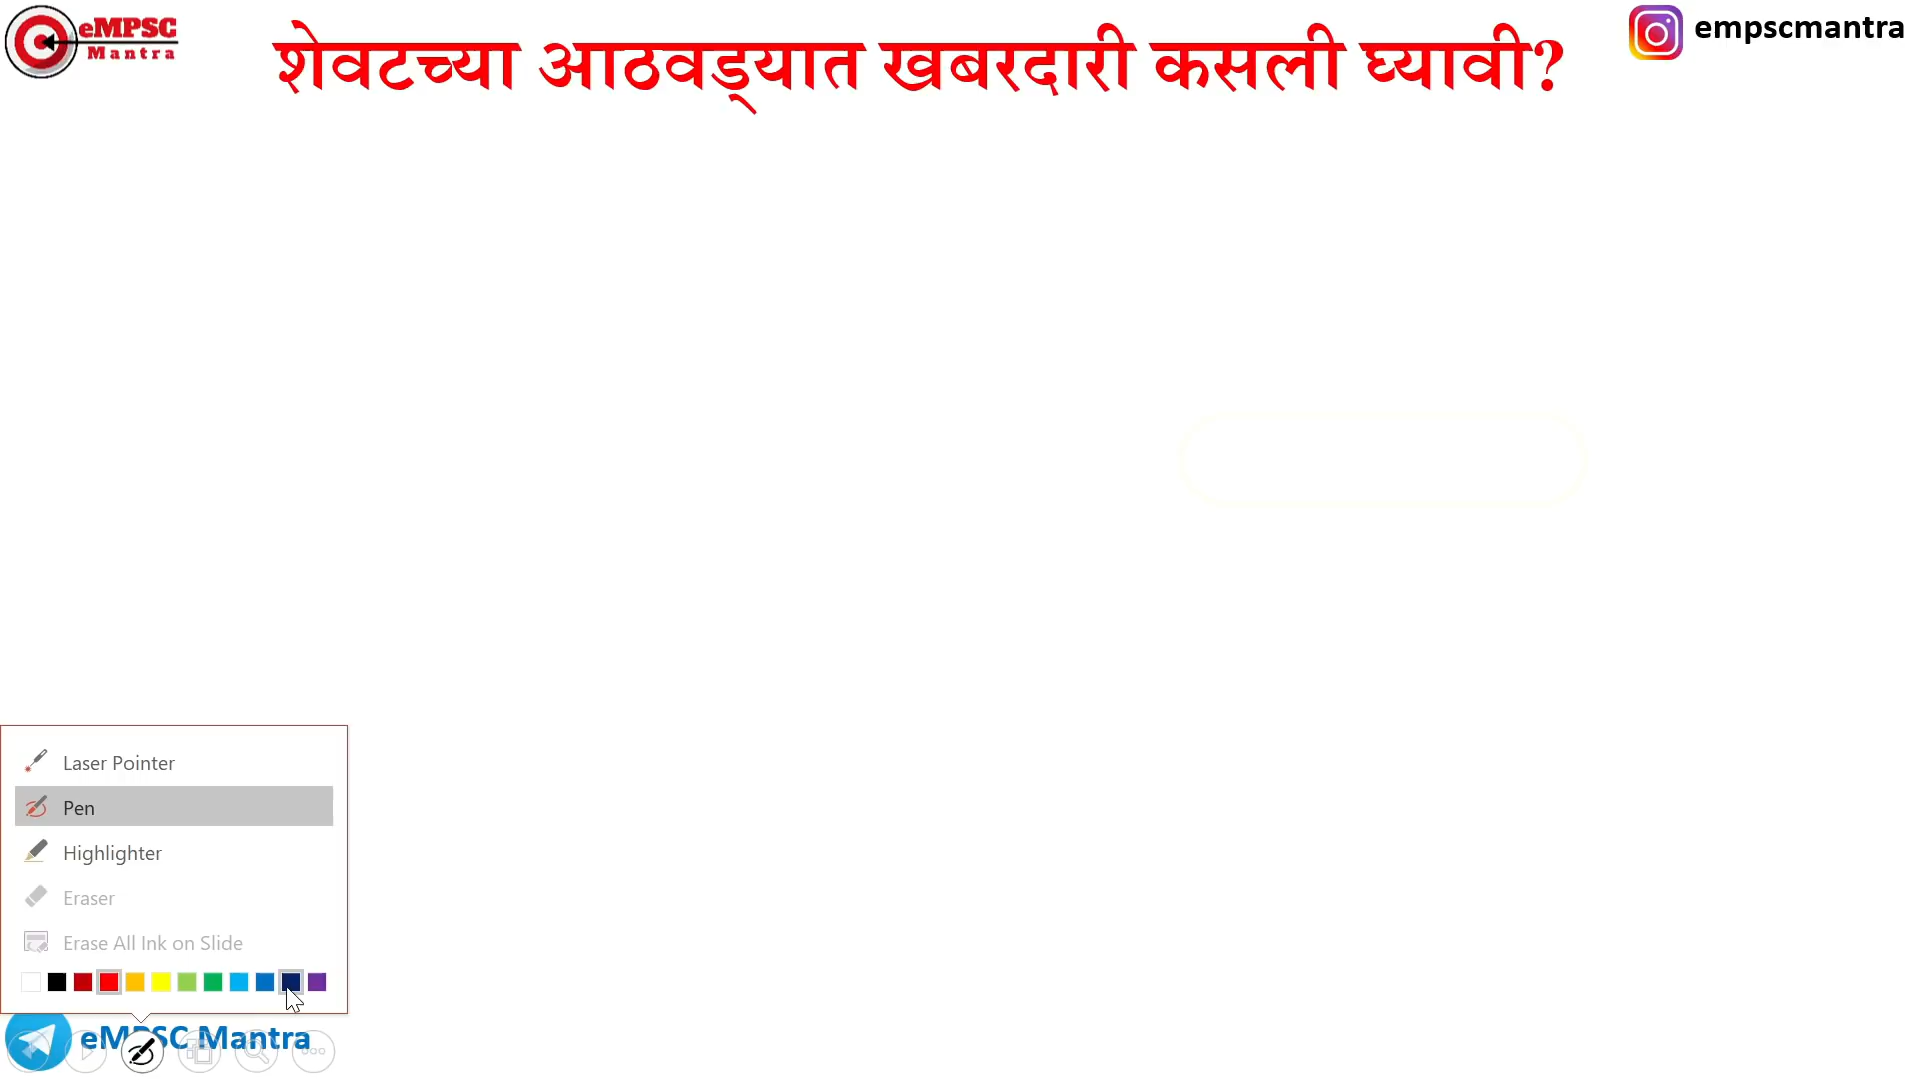 eMPSC
Mantra
शेवटच्या आठवड्यात खबरदारी कसली घ्यावी?
empscmantra
Laser Pointer
Pen
Highlighter
Eraser
Erase All Ink on Slide
eMPSC Mantra